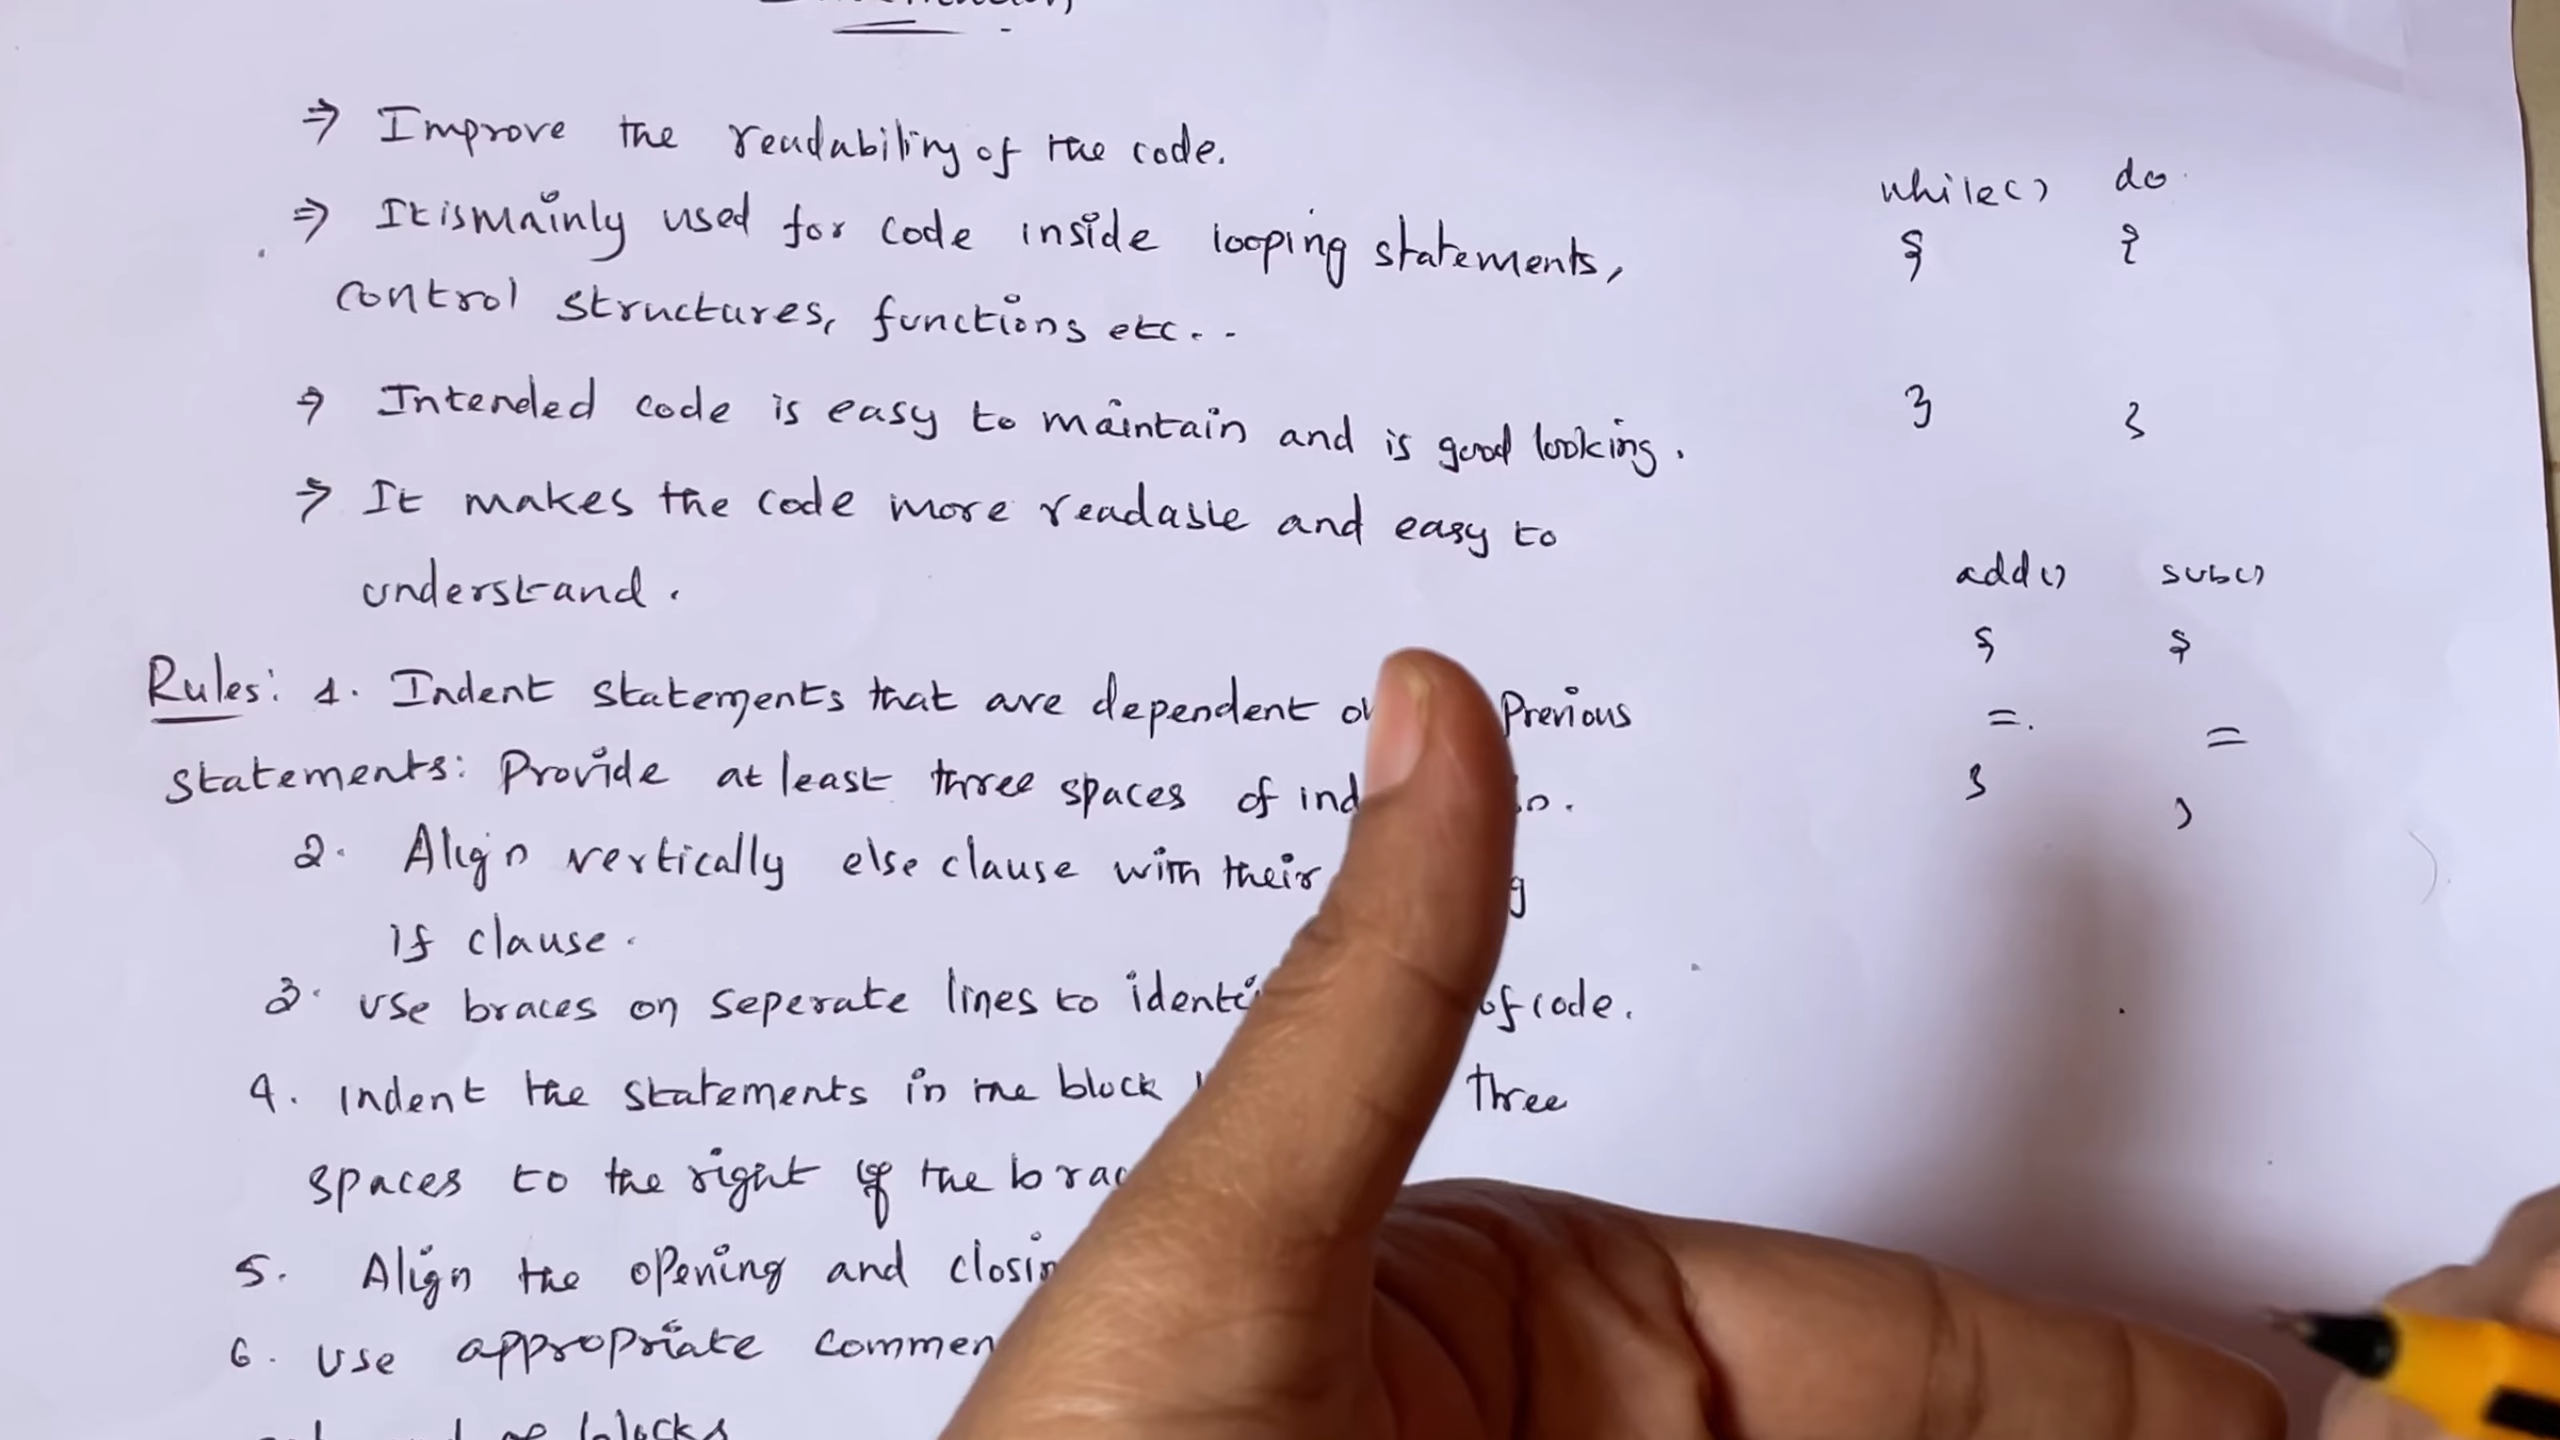 ⇒ Improve the readability of the code.
⇒ It is mainly used for code inside looping statements,
control structures, functions etc..
⇒ Intended code is easy to maintain and is good looking.
⇒ It makes the code more readable and easy to
understand.
Rules: 1. Indent statements that are dependent Previous
statements: Provide at least three spaces of
2. Align vertically else clause with their
if clause.
3. use braces on seperate lines to of code.
4. indent the statements in the block three
spaces to the right of the
5. Align the opening and
6. use appropriate
blocks
while() do
{ {
} }
add() sub()
{ {
=. =
} }